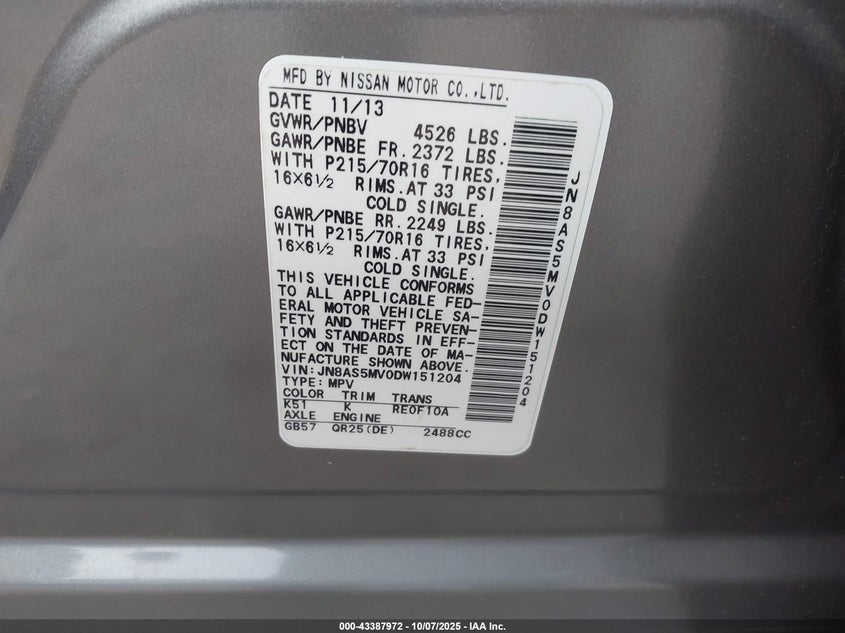 MFD BY NISSAN MOTOR CO.,LTD.
DATE 11/13
GVWR/PNBV 4526 LBS.
GAWR/PNBE FR. 2372 LBS.
WITH P215/70R16 TIRES,
16X6½ RIMS.AT 33 PSI
COLD SINGLE.
GAWR/PNBE RR. 2249 LBS.
WITH P215/70R16 TIRES,
16X6½ RIMS.AT 33 PSI
COLD SINGLE.
THIS VEHICLE CONFORMS
TO ALL APPLICABLE FED-
ERAL MOTOR VEHICLE SA-
FETY AND THEFT PREVEN-
TION STANDARDS IN EFF-
ECT ON THE DATE OF MA-
NUFACTURE SHOWN ABOVE.
VIN: JN8AS5MV0DW151204
TYPE: MPV
COLOR TRIM TRANS
K51 K RE0F10A
AXLE ENGINE
GB57 QR25(DE) 2488CC
JN8AS5MV0DW151204
000-43387972 - 10/07/2025 - IAA Inc.